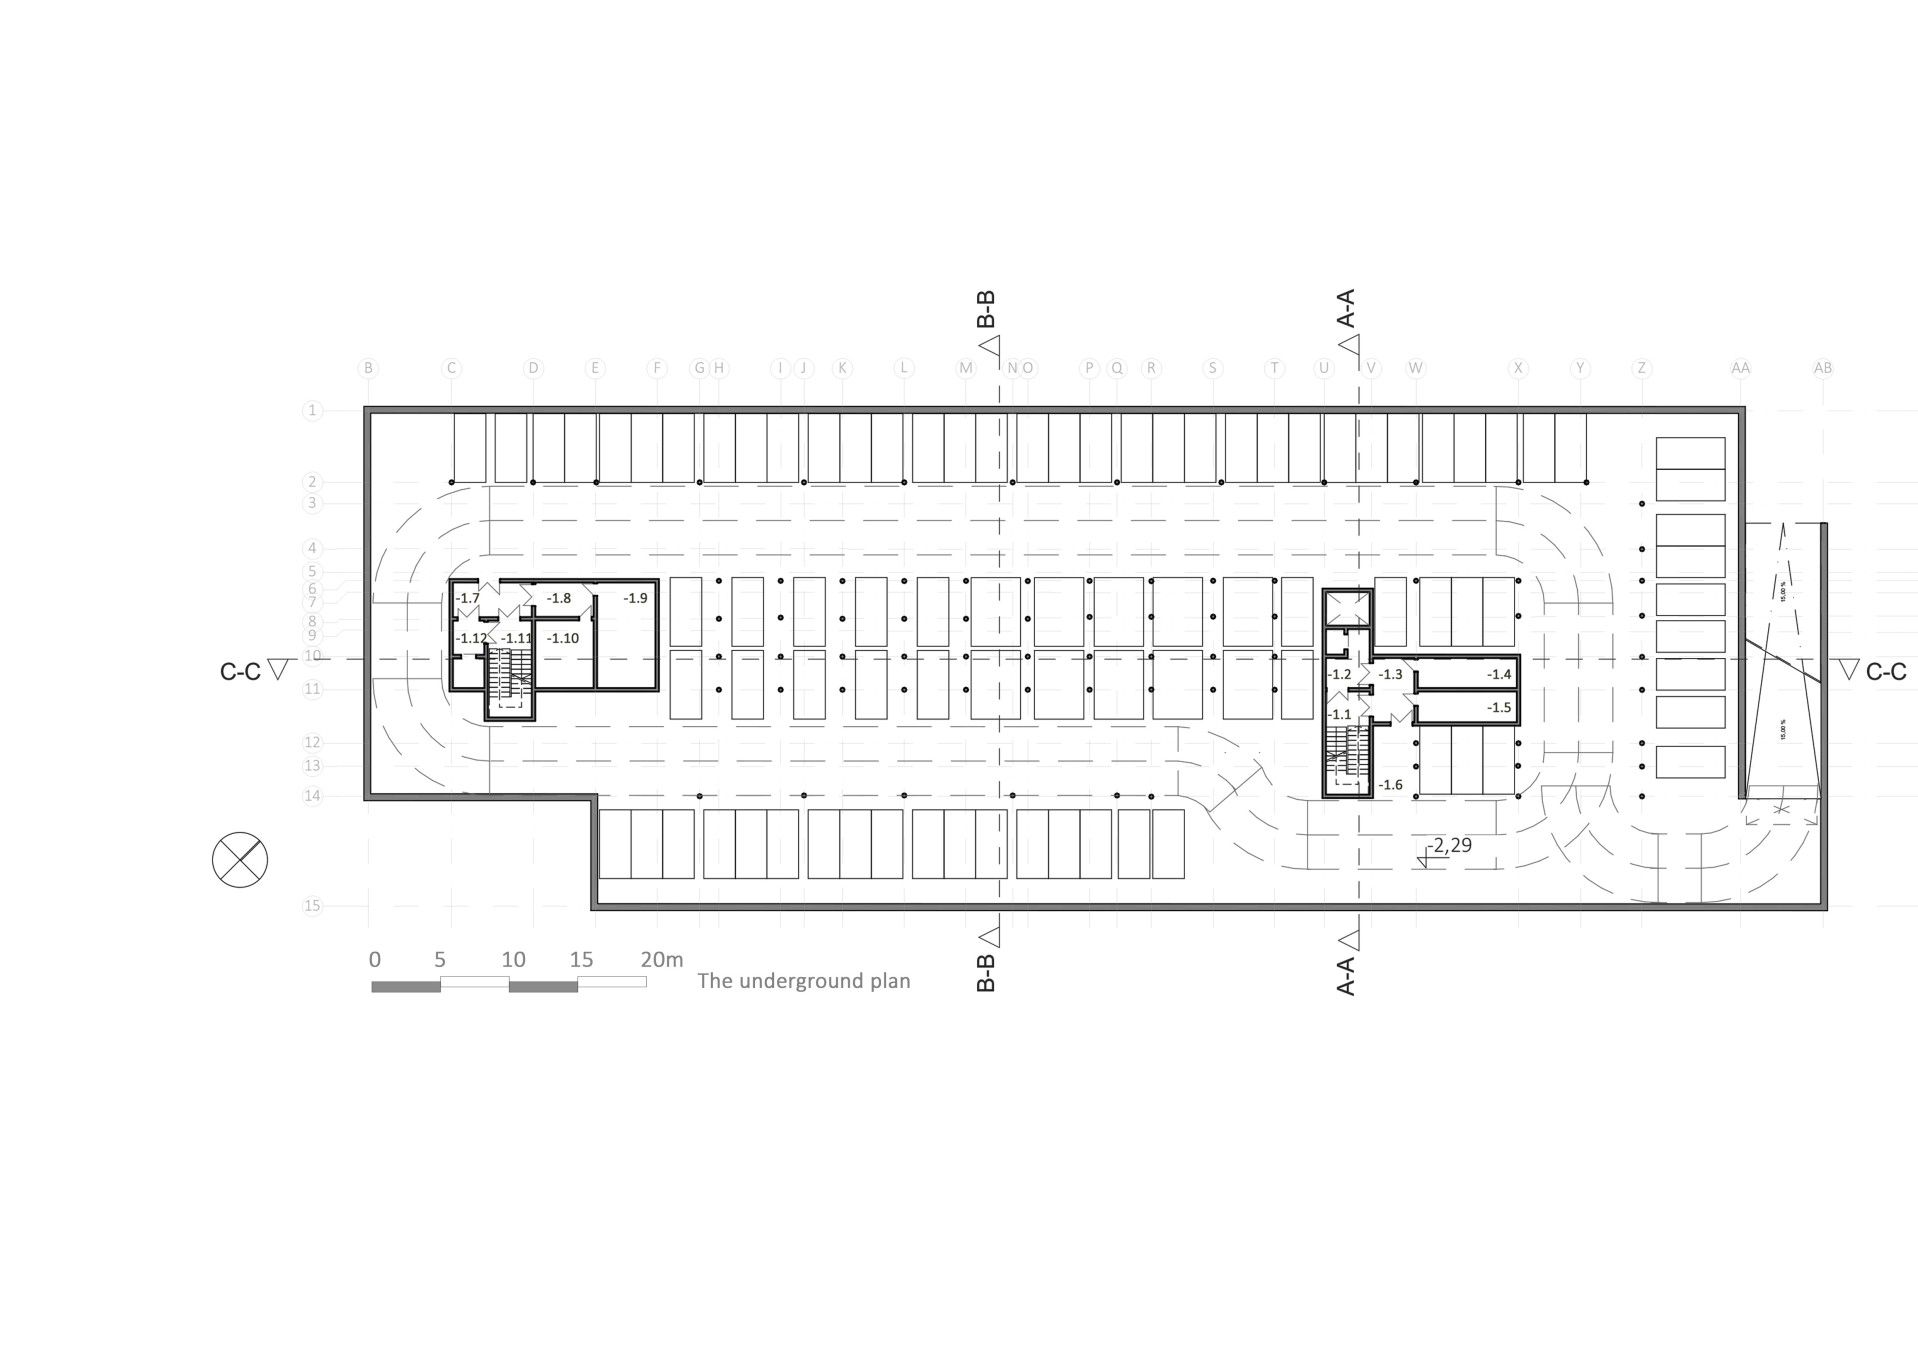 B-B
A-A
B C D E F G H I J K L M N O P Q R S T U V W X Y Z AA AB
1
2
3
4
5
6
7
8
9
10
11
12
13
14
15
-1.7 -1.8 -1.9
-1.12 -1.11 -1.10
-1.2 -1.3 -1.4
-1.1 -1.5
-1.6
15,00 %
15,00 %
C-C
C-C
-2,29
0 5 10 15 20m
The underground plan
B-B
A-A